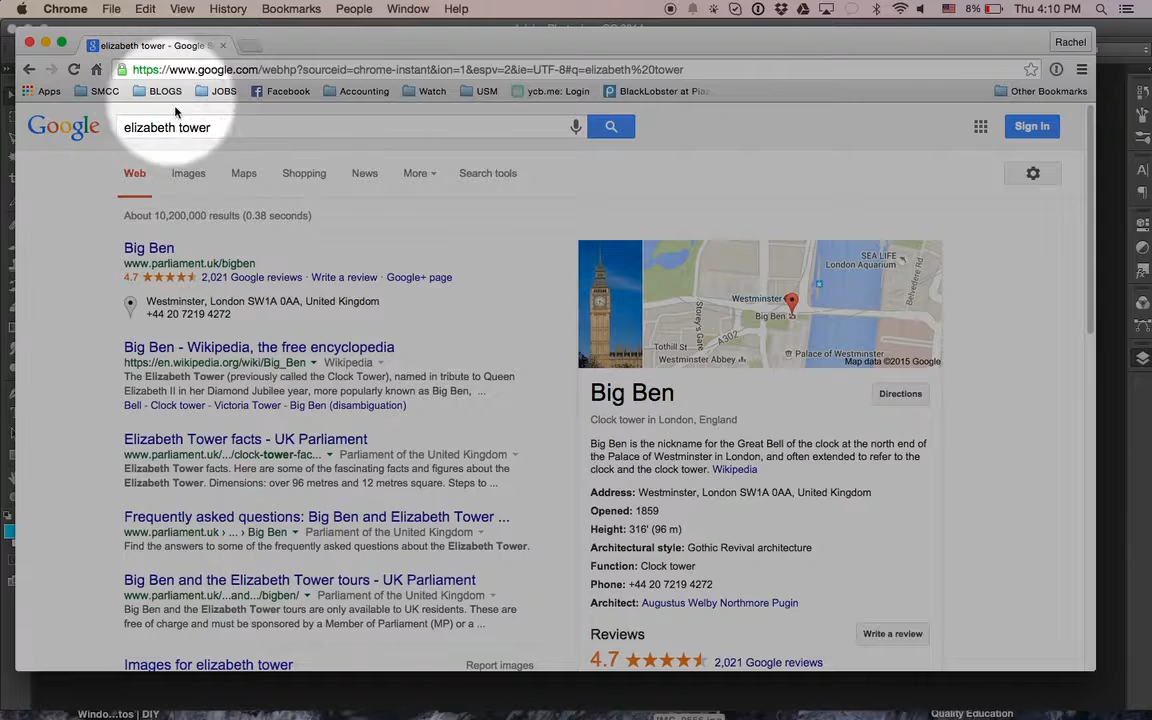 Chrome File Edit View History Bookmarks People Window Help 8% Thu 4:10 PM
elizabeth tower - Google S
Rachel
https://www.google.com/webhp?sourceid=chrome-instant&ion=1&espv=2&ie=UTF-8#q=elizabeth%20tower
Apps SMCC BLOGS JOBS Facebook Accounting Watch USM ycb.me: Login BlackLobster at Pia Other Bookmarks
Google
elizabeth tower
Sign in
Web Images Maps Shopping News More Search tools
About 10,200,000 results (0.38 seconds)
Big Ben
www.parliament.uk/bigben
4.7 2,021 Google reviews · Write a review · Google+ page
Westminster, London SW1A 0AA, United Kingdom
+44 20 7219 4272
Big Ben - Wikipedia, the free encyclopedia
https://en.wikipedia.org/wiki/Big_Ben Wikipedia
The Elizabeth Tower (previously called the Clock Tower), named in tribute to Queen
Elizabeth II in her Diamond Jubilee year, more popularly known as Big Ben, ...
Bell - Clock tower - Victoria Tower - Big Ben (disambiguation)
Elizabeth Tower facts - UK Parliament
www.parliament.uk/.../clock-tower-fac... Parliament of the United Kingdom
Elizabeth Tower facts. Here are some of the fascinating facts and figures about the
Elizabeth Tower. Dimensions: over 96 metres and 12 metres square. Steps to ...
Frequently asked questions: Big Ben and Elizabeth Tower ...
www.parliament.uk › ... › Big Ben Parliament of the United Kingdom
Find the answers to some of the frequently asked questions about the Elizabeth Tower.
Big Ben and the Elizabeth Tower tours - UK Parliament
www.parliament.uk/...and.../bigben/ Parliament of the United Kingdom
Big Ben and the Elizabeth Tower tours are only available to UK residents. These are
free of charge and must be sponsored by a Member of Parliament (MP) or a ...
Images for elizabeth tower Report images
SEA LIFE
London Aquarium
Belvedere Rd
Westminster
Storey's Gate
Big Ben
A302
Tothill St
Westminster Abbey
Palace of Westminster
Map data ©2015 Google
Big Ben
Directions
Clock tower in London, England
Big Ben is the nickname for the Great Bell of the clock at the north end of
the Palace of Westminster in London, and often extended to refer to the
clock and the clock tower. Wikipedia
Address: Westminster, London SW1A 0AA, United Kingdom
Opened: 1859
Height: 316' (96 m)
Architectural style: Gothic Revival architecture
Function: Clock tower
Phone: +44 20 7219 4272
Architect: Augustus Welby Northmore Pugin
Reviews
Write a review
4.7 2,021 Google reviews
Windo...tos | DIY
Quality Education